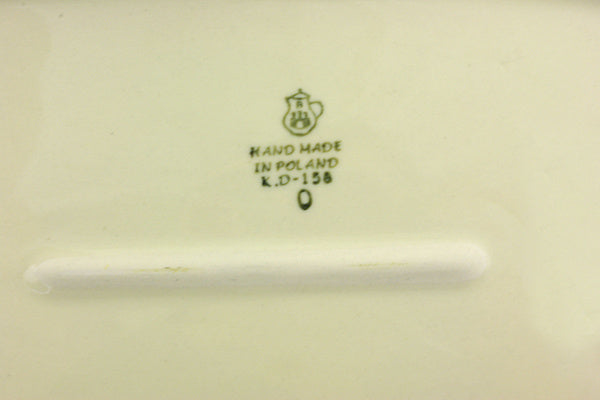 B
HAND MADE
IN POLAND
K.D-158
0